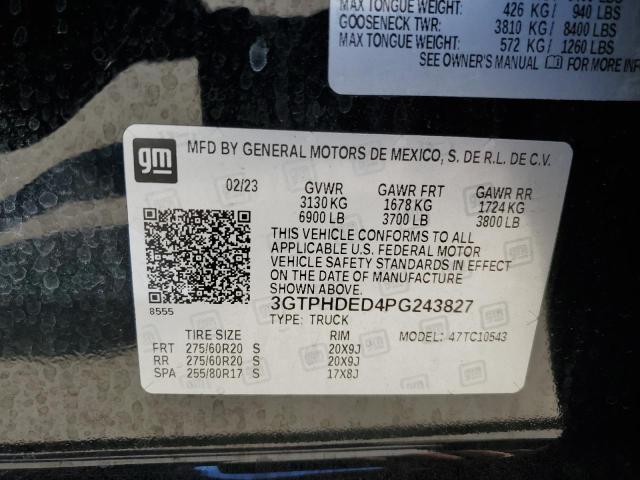 MAX TONGUE WEIGHT: 426 KG / 940 LBS
GOOSENECK TWR: 3810 KG / 8400 LBS
MAX TONGUE WEIGHT: 572 KG / 1260 LBS
SEE OWNER'S MANUAL FOR MORE INF
gm MFD BY GENERAL MOTORS DE MEXICO, S. DE R.L. DE C.V.
02/23 GVWR GAWR FRT GAWR RR
3130 KG 1678 KG 1724 KG
6900 LB 3700 LB 3800 LB
THIS VEHICLE CONFORMS TO ALL
APPLICABLE U.S. FEDERAL MOTOR
VEHICLE SAFETY STANDARDS IN EFFECT
ON THE DATE OF MANUFACTURE
SHOWN ABOVE.
8555 3GTPHDED4PG243827
TYPE: TRUCK
TIRE SIZE RIM MODEL: 47TC10543
FRT 275/60R20 S 20X9J
RR 275/60R20 S 20X9J
SPA 255/80R17 S 17X8J